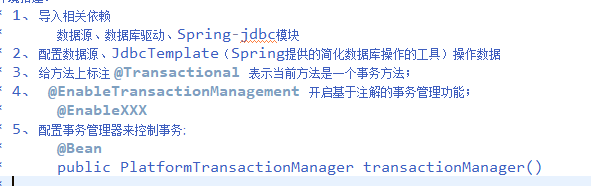 * 1、导入相关依赖
* 数据源、数据库驱动、Spring-jdbc模块
* 2、配置数据源、JdbcTemplate（Spring提供的简化数据库操作的工具）操作数据
* 3、给方法上标注 @Transactional 表示当前方法是一个事务方法；
* 4、 @EnableTransactionManagement 开启基于注解的事务管理功能；
* @EnableXXX
* 5、配置事务管理器来控制事务;
* @Bean
* public PlatformTransactionManager transactionManager()
*